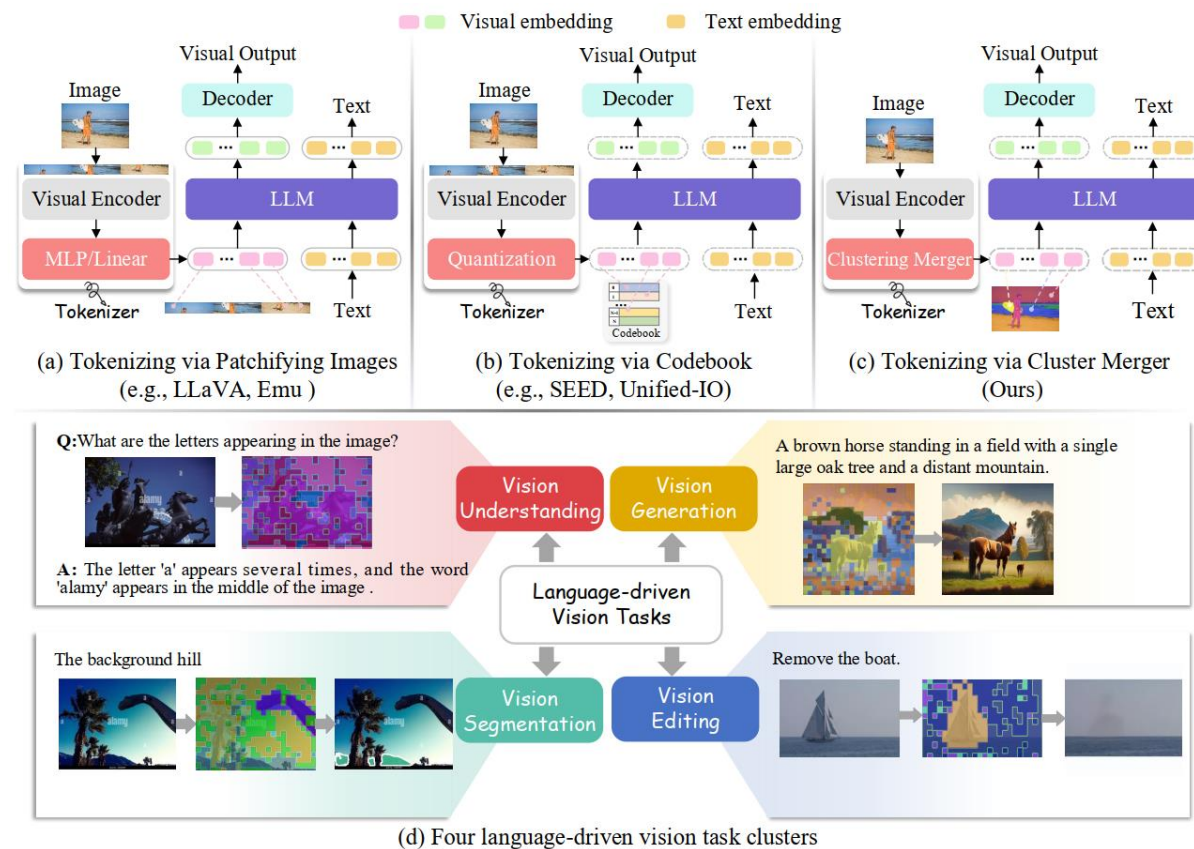 Visual embedding
Text embedding
Visual Output
Image
Decoder
Text
Visual Encoder
LLM
MLP/Linear
Tokenizer
Text
(a) Tokenizing via Patchifying Images
(e.g., LLaVA, Emu )
Visual Output
Image
Decoder
Text
Visual Encoder
LLM
Quantization
Tokenizer
Codebook
Text
(b) Tokenizing via Codebook
(e.g., SEED, Unified-IO)
Visual Output
Image
Decoder
Text
Visual Encoder
LLM
Clustering Merger
Tokenizer
Text
(c) Tokenizing via Cluster Merger
(Ours)
Q:What are the letters appearing in the image?
alamy
alamy
A: The letter 'a' appears several times, and the word
'alamy' appears in the middle of the image .
Vision
Understanding
Vision
Generation
A brown horse standing in a field with a single
large oak tree and a distant mountain.
Language-driven
Vision Tasks
The background hill
alamy
alamy
alamy
Vision
Segmentation
Vision
Editing
Remove the boat.
(d) Four language-driven vision task clusters